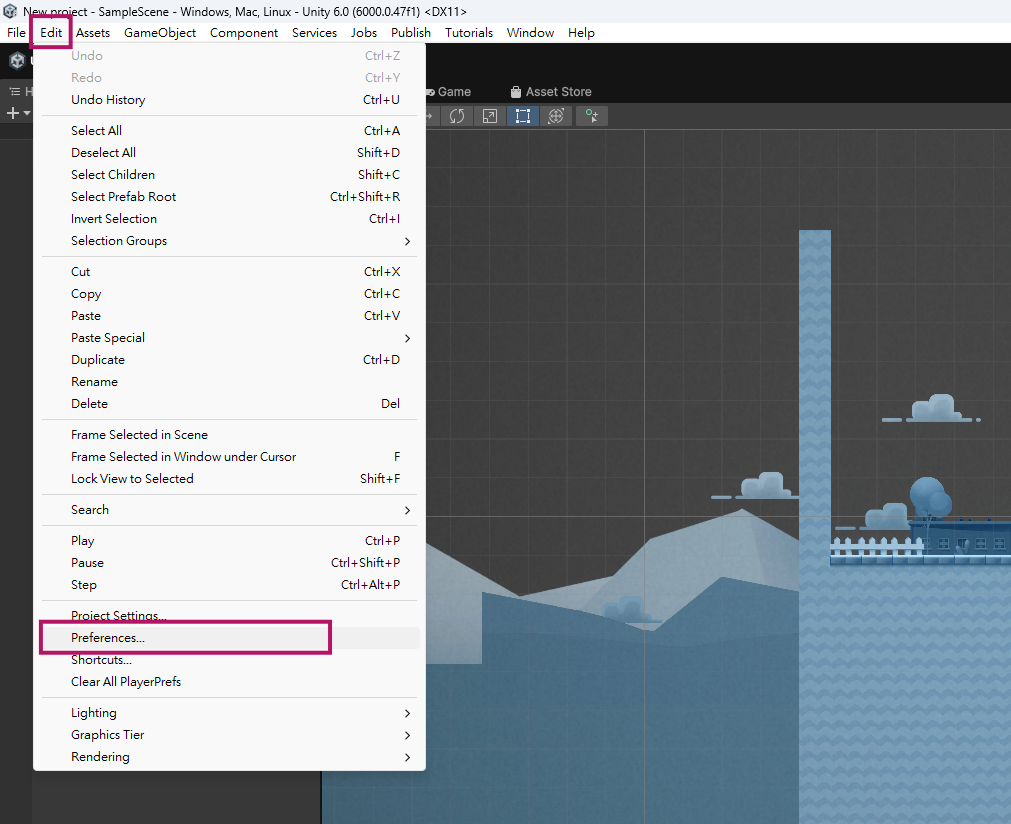 New project - SampleScene - Windows, Mac, Linux - Unity 6.0 (6000.0.47f1) <DX11>
File Edit Assets GameObject Component Services Jobs Publish Tutorials Window Help
Game Asset Store
Undo Ctrl+Z
Redo Ctrl+Y
Undo History Ctrl+U
Select All Ctrl+A
Deselect All Shift+D
Select Children Shift+C
Select Prefab Root Ctrl+Shift+R
Invert Selection Ctrl+I
Selection Groups
Cut Ctrl+X
Copy Ctrl+C
Paste Ctrl+V
Paste Special
Duplicate Ctrl+D
Rename
Delete Del
Frame Selected in Scene
Frame Selected in Window under Cursor F
Lock View to Selected Shift+F
Search
Play Ctrl+P
Pause Ctrl+Shift+P
Step Ctrl+Alt+P
Project Settings...
Preferences...
Shortcuts...
Clear All PlayerPrefs
Lighting
Graphics Tier
Rendering